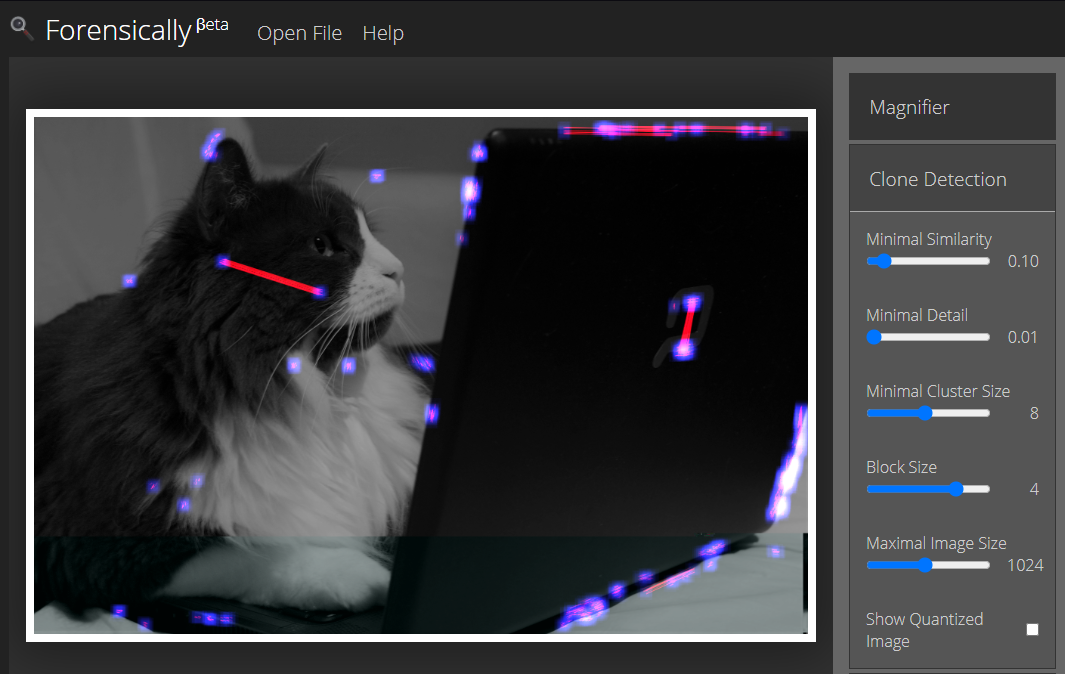 Forensically βeta Open File Help
Magnifier
Clone Detection
Minimal Similarity
0.10
Minimal Detail
0.01
Minimal Cluster Size
8
Block Size
4
Maximal Image Size
1024
Show Quantized
Image